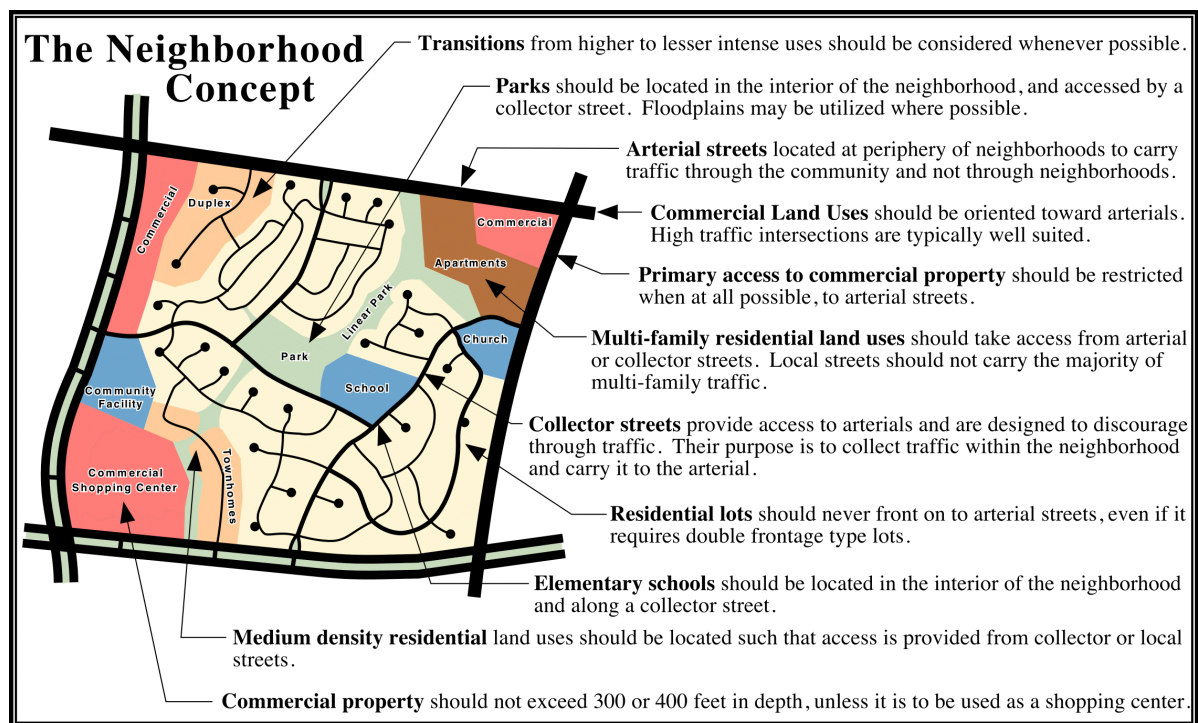 The Neighborhood
Concept
Transitions from higher to lesser intense uses should be considered whenever possible.
Parks should be located in the interior of the neighborhood, and accessed by a
collector street. Floodplains may be utilized where possible.
Arterial streets located at periphery of neighborhoods to carry
traffic through the community and not through neighborhoods.
Commercial Land Uses should be oriented toward arterials.
High traffic intersections are typically well suited.
Primary access to commercial property should be restricted
when at all possible, to arterial streets.
Multi-family residential land uses should take access from arterial
or collector streets. Local streets should not carry the majority of
multi-family traffic.
Collector streets provide access to arterials and are designed to discourage
through traffic. Their purpose is to collect traffic within the neighborhood
and carry it to the arterial.
Residential lots should never front on to arterial streets, even if it
requires double frontage type lots.
Elementary schools should be located in the interior of the neighborhood
and along a collector street.
Medium density residential land uses should be located such that access is provided from collector or local
streets.
Commercial property should not exceed 300 or 400 feet in depth, unless it is to be used as a shopping center.
Commercial
Duplex
Commercial
Apartments
Linear Park
Church
Park
School
Community
Facility
Commercial
Shopping Center
Townhomes